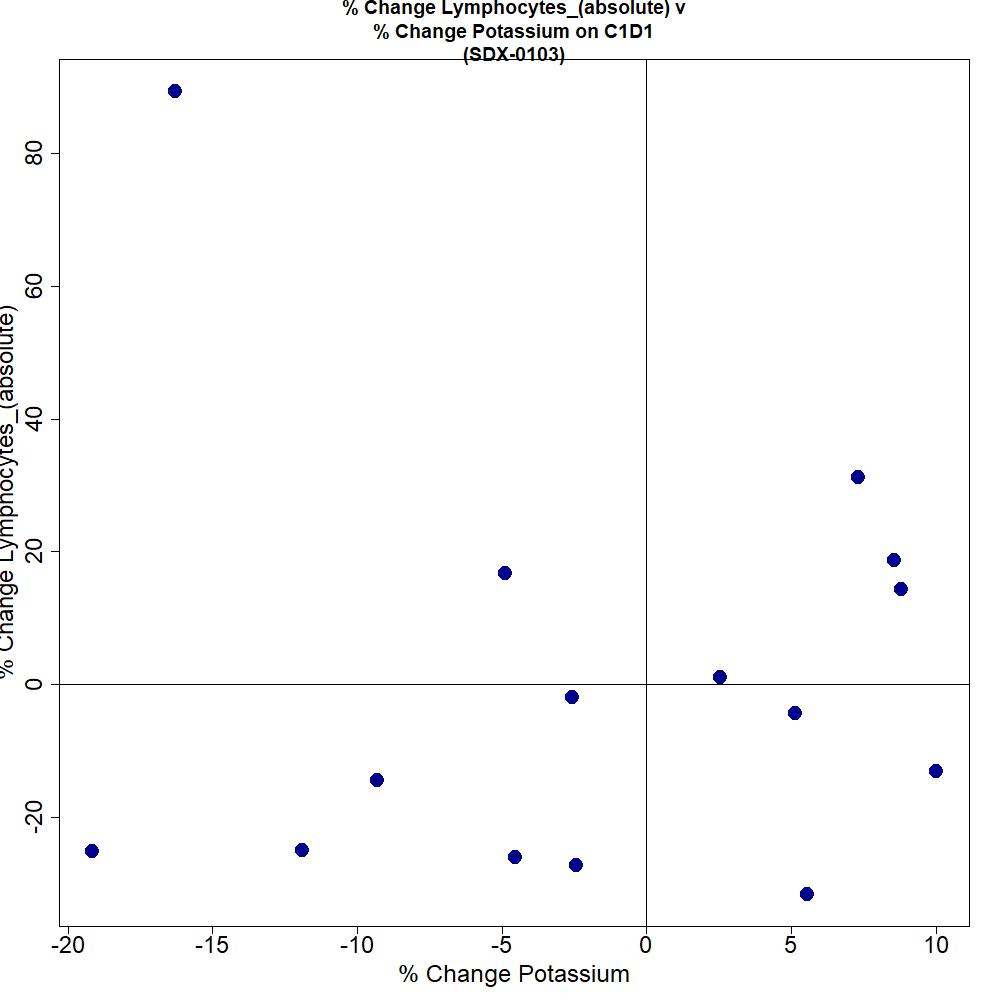 % Change Lymphocytes_(absolute) v
% Change Potassium on C1D1
(SDX-0103)
% Change Lymphocytes_(absolute)
80
60
40
20
0
-20
-20
-15
-10
-5
0
5
10
% Change Potassium